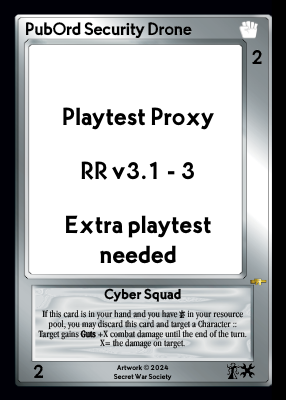 PubOrd Security Drone
2
Playtest Proxy
RR v3.1 - 3
Extra playtest
needed
Cyber Squad
If this card is in your hand and you have in your resource
pool, you may discard this card and target a Character ::
Target gains Guts +X combat damage until the end of the turn.
X= the damage on target.
2
Artwork © 2024
Secret War Society